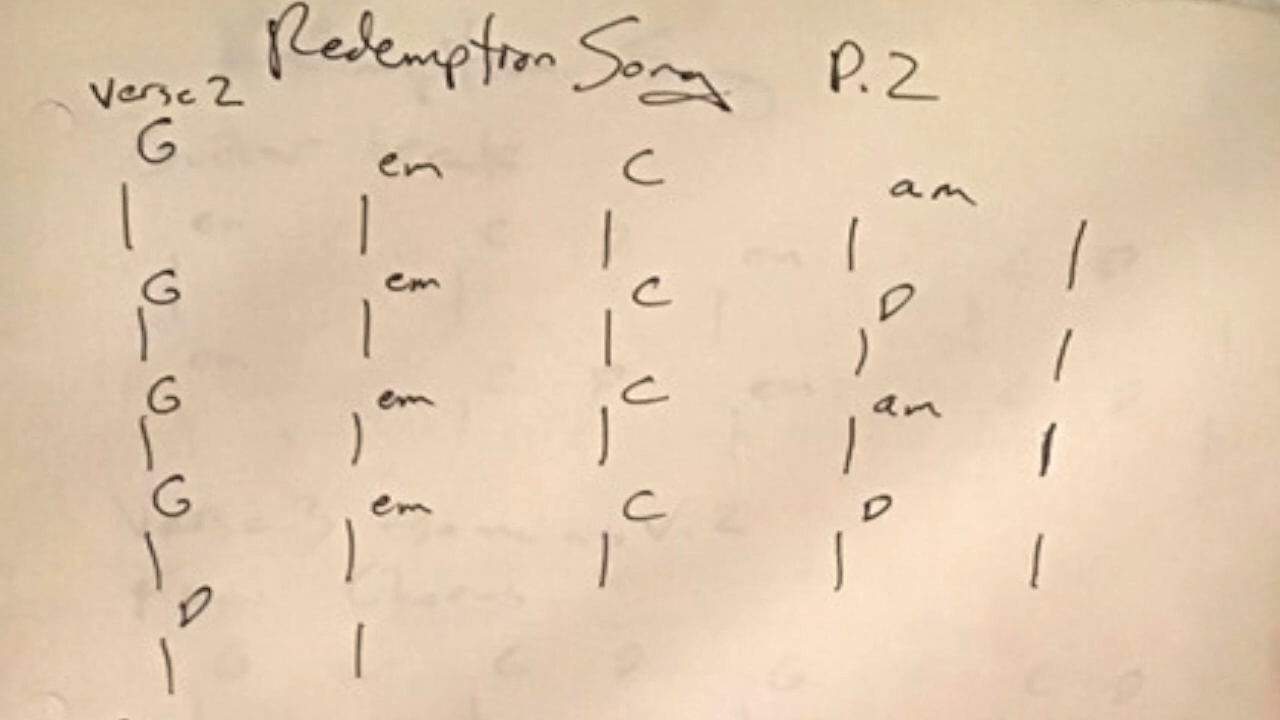 Redemption Song P.2
Verse 2
G em C am
| | | | |
G em C D
| | | | |
G em C am
| | | | |
G em C D
| | | | |
D
| |